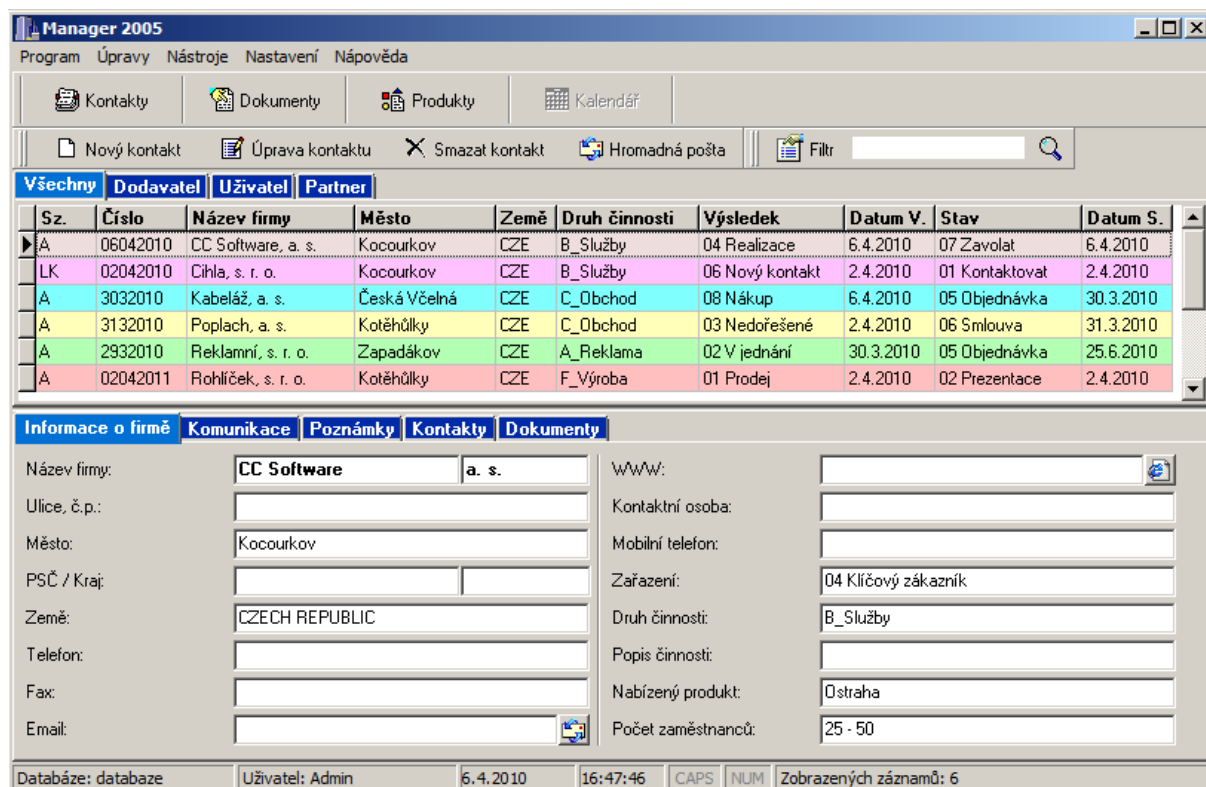 Manager 2005
Program Úpravy Nástroje Nastavení Nápověda
Kontakty Dokumenty Produkty Kalendář
Nový kontakt Úprava kontaktu Smazat kontakt Hromadná pošta Filtr
Všechny Dodavatel Uživatel Partner
Sz. Číslo Název firmy Město Země Druh činnosti Výsledek Datum V. Stav Datum S.
A 06042010 CC Software, a. s. Kocourkov CZE B_Služby 04 Realizace 6.4.2010 07 Zavolat 6.4.2010
LK 02042010 Cihla, s. r. o. Kocourkov CZE B_Služby 06 Nový kontakt 2.4.2010 01 Kontaktovat 2.4.2010
A 3032010 Kabeláž, a. s. Česká Včelná CZE C_Obchod 08 Nákup 6.4.2010 05 Objednávka 30.3.2010
A 3132010 Poplach, a. s. Kotěhůlky CZE C_Obchod 03 Nedořešené 2.4.2010 06 Smlouva 31.3.2010
A 2932010 Reklamní, s. r. o. Zapadákov CZE A_Reklama 02 V jednání 30.3.2010 05 Objednávka 25.6.2010
A 02042011 Rohlíček, s. r. o. Kotěhůlky CZE F_Výroba 01 Prodej 2.4.2010 02 Prezentace 2.4.2010
Informace o firmě Komunikace Poznámky Kontakty Dokumenty
Název firmy: CC Software a. s. WWW:
Ulice, č.p.: Kontaktní osoba:
Město: Kocourkov Mobilní telefon:
PSČ / Kraj: Zařazení: 04 Klíčový zákazník
Země: CZECH REPUBLIC Druh činnosti: B_Služby
Telefon: Popis činnosti:
Fax: Nabízený produkt: Ostraha
Email: Počet zaměstnanců: 25 - 50
Databáze: databaze Uživatel: Admin 6.4.2010 16:47:46 CAPS NUM Zobrazených záznamů: 6